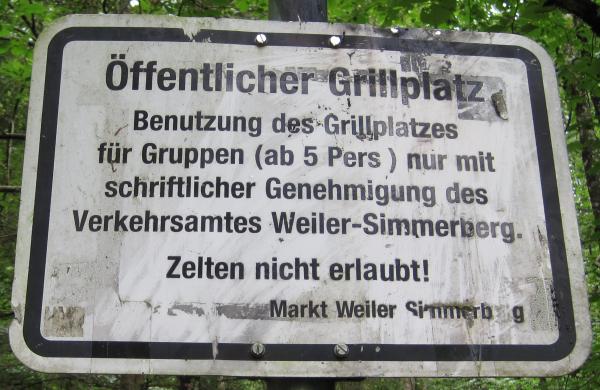 Öffentlicher Grillplatz
Benutzung des Grillplatzes
für Gruppen (ab 5 Pers ) nur mit
schriftlicher Genehmigung des
Verkehrsamtes Weiler-Simmerberg.
Zelten nicht erlaubt!
Markt Weiler Simmerb g